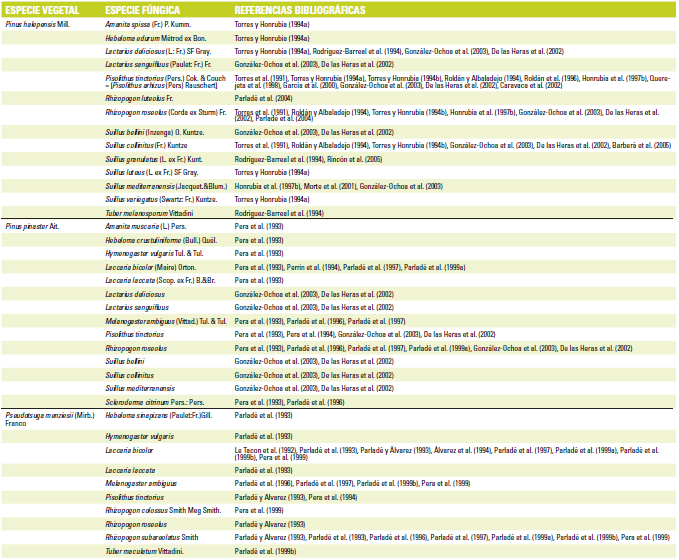 ESPECIE VEGETAL ESPECIE FÚNGICA REFERENCIAS BIBLIOGRÁFICAS
Pinus halepensis Mill. Amanita spissa (Fr.) P. Kumm. Torres y Honrubia (1994a)
Hebeloma edurum Métrod ex Bon. Torres y Honrubia (1994a)
Lactarius deliciosus (L: Fr.) SF Gray. Torres y Honrubia (1994a), Rodríguez-Barreal et al. (1994), González-Ochoa et al. (2003), De las Heras et al. (2002)
Lactarius sanguifluus (Paulet: Fr.) Fr. González-Ochoa et al. (2003), De las Heras et al. (2002)
Pisolithus tinctorius (Pers.) Cok. & Couch Torres et al. (1991), Torres y Honrubia (1994a), Torres y Honrubia (1994b), Roldán y Albaladejo (1994), Roldán et al. (1996), Honrubia et al. (1997b), Quere-
= [Pisolithus arhizus (Pers) Rauschert] jeta et al. (1998), García et al. (2000), González-Ochoa et al. (2003), De las Heras et al. (2002), Caravaca et al. (2002)
Rhizopogon luteolus Fr. Parladé et al. (2004)
Rhizopogon roseolus (Corda ex Sturm) Fr. Torres et al. (1991), Roldán y Albaladejo (1994), Torres y Honrubia (1994b), Honrubia et al. (1997b), González-Ochoa et al. (2003), De las Heras et al.
(2002), Parladé et al. (2004)
Suillus bellini (Inzenga) O. Kuntze. González-Ochoa et al. (2003), De las Heras et al. (2002)
Suillus collinitus (Fr.) Kuntze Torres et al. (1991), Roldán y Albaladejo (1994), Torres y Honrubia (1994b), González-Ochoa et al. (2003), De las Heras et al. (2002), Barberá et al. (2005)
Suillus granulatus (L. ex Fr.) Kunt. Rodríguez-Barreal et al. (1994), Rincón et al. (2005)
Suillus luteus (L. ex Fr.) SF Gray. Torres y Honrubia (1994a)
Suillus mediterranensis (Jacquet.&Blum.) Honrubia et al. (1997b), Morte et al. (2001), González-Ochoa et al. (2003)
Suillus variegatus (Swartz: Fr.) Kuntze. Torres y Honrubia (1994a)
Tuber melanosporum Vittadini Rodríguez-Barreal et al. (1994)
Pinus pinaster Ait. Amanita muscaria (L.) Pers. Pera et al. (1993)
Hebeloma crustuliniforme (Bull.) Quél. Pera et al. (1993)
Hymenogaster vulgaris Tul. & Tul. Pera et al. (1993)
Laccaria bicolor (Maire) Orton. Pera et al. (1993), Perrin et al. (1994), Parladé et al. (1997), Parladé et al. (1999a)
Laccaria laccata (Scop. ex Fr.) B.&Br. Pera et al. (1993)
Lactarius deliciosus González-Ochoa et al. (2003), De las Heras et al. (2002)
Lactarius sanguifluus González-Ochoa et al. (2003), De las Heras et al. (2002)
Melanogaster ambiguus (Vittad.) Tul. & Tul. Pera et al. (1993), Parladé et al. (1996), Parladé et al. (1997)
Pisolithus tinctorius Pera et al. (1993), Pera et al. (1994), González-Ochoa et al. (2003), De las Heras et al. (2002)
Rhizopogon roseolus Pera et al. (1993), Parladé et al. (1996), Parladé et al. (1997), Parladé et al. (1999a), González-Ochoa et al. (2003), De las Heras et al. (2002)
Suillus bellini González-Ochoa et al. (2003), De las Heras et al. (2002)
Suillus collinitus González-Ochoa et al. (2003), De las Heras et al. (2002)
Suillus mediterranensis González-Ochoa et al. (2003), De las Heras et al. (2002)
Scleroderma citrinum Pers.: Pers. Pera et al. (1993), Parladé et al. (1996)
Pseudotsuga menziesii (Mirb.) Hebeloma sinapizans (Paulet:Fr.)Gill. Parladé et al. (1993)
Franco
Hymenogaster vulgaris Parladé et al. (1993)
Laccaria bicolor Le Tacon et al. (1992), Parladé et al. (1993), Parladé y Álvarez (1993), Álvarez et al. (1994), Parladé et al. (1997), Parladé et al. (1999a), Parladé et al.
(1999b), Pera et al. (1999)
Laccaria laccata Parladé et al. (1993)
Melanogaster ambiguus Parladé et al. (1996), Parladé et al. (1997), Parladé et al. (1999b), Pera et al. (1999)
Pisolithus tinctorius Parladé y Álvarez (1993), Pera et al. (1994)
Rhizopogon colossus Smith Meg Smith. Pera et al. (1999)
Rhizopogon roseolus Parladé y Álvarez (1993)
Rhizopogon subareolatus Smith Parladé y Álvarez (1993), Parladé et al. (1993), Parladé et al. (1996), Parladé et al. (1997), Parladé et al. (1999a), Parladé et al. (1999b), Pera et al. (1999)
Tuber maculatum Vittadini. Parladé et al. (1999b)